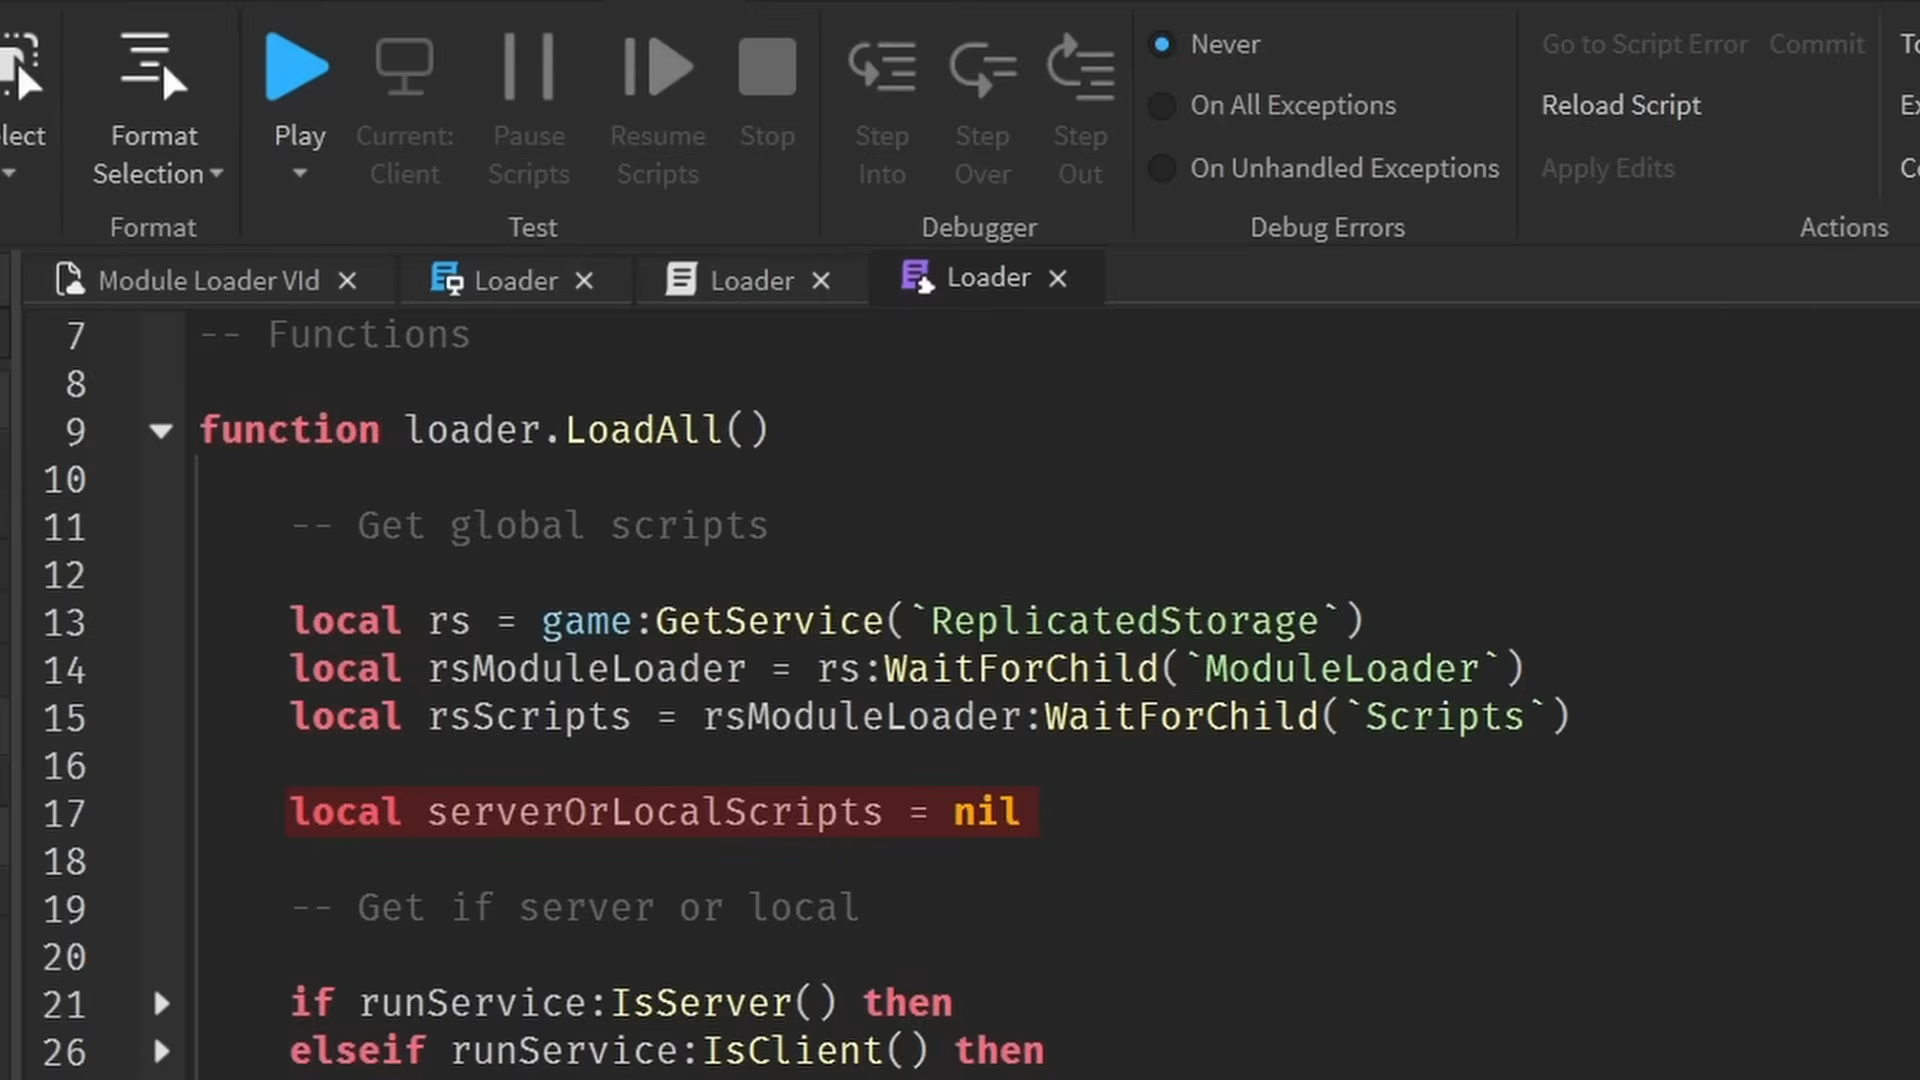 lect
Format
Selection
Format
Play
Current:
Client
Pause
Scripts
Resume
Scripts
Stop
Test
Step
Into
Step
Over
Step
Out
Debugger
Never
On All Exceptions
On Unhandled Exceptions
Debug Errors
Go to Script Error Commit
Reload Script
Apply Edits
Actions
Module Loader VId
Loader
Loader
Loader
7 -- Functions
8
9 function loader.LoadAll()
10
11 -- Get global scripts
12
13 local rs = game:GetService(`ReplicatedStorage`)
14 local rsModuleLoader = rs:WaitForChild(`ModuleLoader`)
15 local rsScripts = rsModuleLoader:WaitForChild(`Scripts`)
16
17 local serverOrLocalScripts = nil
18
19 -- Get if server or local
20
21 if runService:IsServer() then
26 elseif runService:IsClient() then